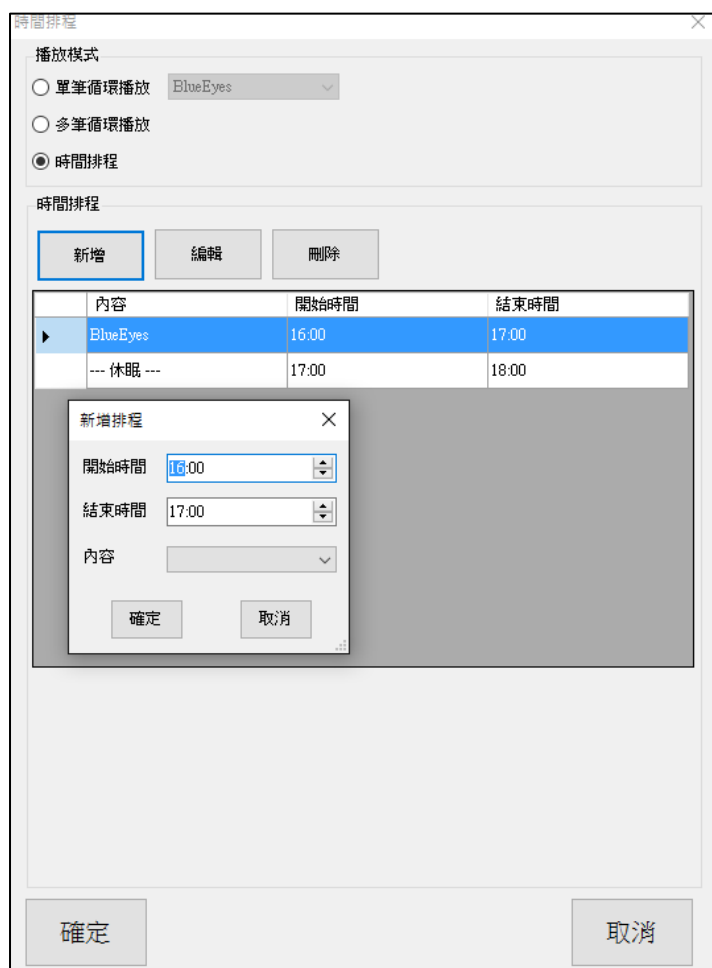 時間排程
播放模式
單筆循環播放 BlueEyes
多筆循環播放
時間排程
時間排程
新增 編輯 刪除
內容 開始時間 結束時間
BlueEyes 16:00 17:00
--- 休眠 --- 17:00 18:00
新增排程
開始時間 16:00
結束時間 17:00
內容
確定 取消
確定 取消